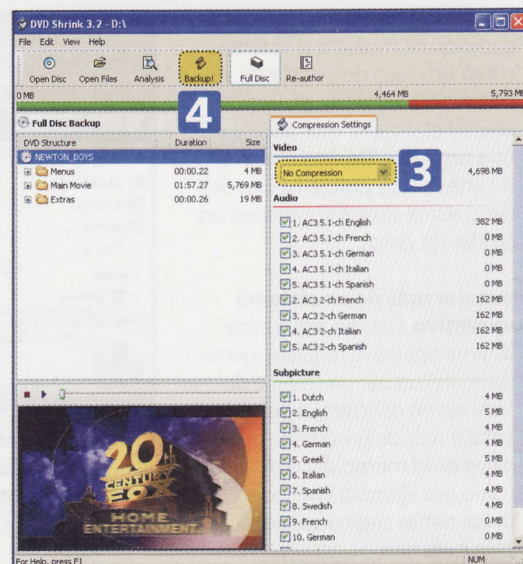 DVD Shrink 3.2 - D:\
File Edit View Help
Open Disc Open Files Analysis Backup! Full Disc Re-author
0 MB 4,464 MB 5,793 MB
4
Full Disc Backup
DVD Structure Duration Size
NEWTON_BOYS
Menus 00:00.22 4 MB
Main Movie 01:57.27 5,769 MB
Extras 00:00.26 19 MB
Compression Settings
Video
No Compression 4,698 MB
3
Audio
1. AC3 5.1-ch English 382 MB
2. AC3 5.1-ch French 0 MB
3. AC3 5.1-ch German 0 MB
4. AC3 5.1-ch Italian 0 MB
5. AC3 5.1-ch Spanish 0 MB
2. AC3 2-ch French 162 MB
3. AC3 2-ch German 162 MB
4. AC3 2-ch Italian 162 MB
5. AC3 2-ch Spanish 162 MB
Subpicture
1. Dutch 4 MB
2. English 5 MB
3. French 4 MB
4. German 4 MB
5. Greek 5 MB
6. Italian 4 MB
7. Spanish 4 MB
8. Swedish 4 MB
9. French 0 MB
10. German 0 MB
20th
CENTURY
FOX
HOME
ENTERTAINMENT
For Help, press F1 NUM